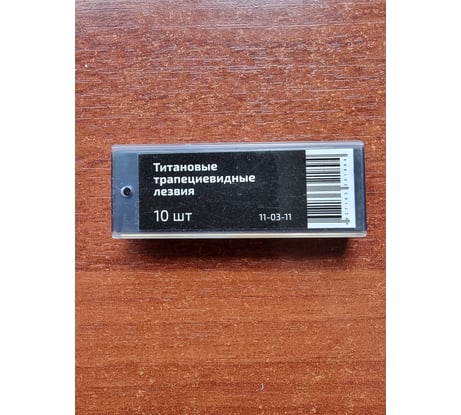 Титановые
трапециевидные
лезвия
10 шт
11-03-11